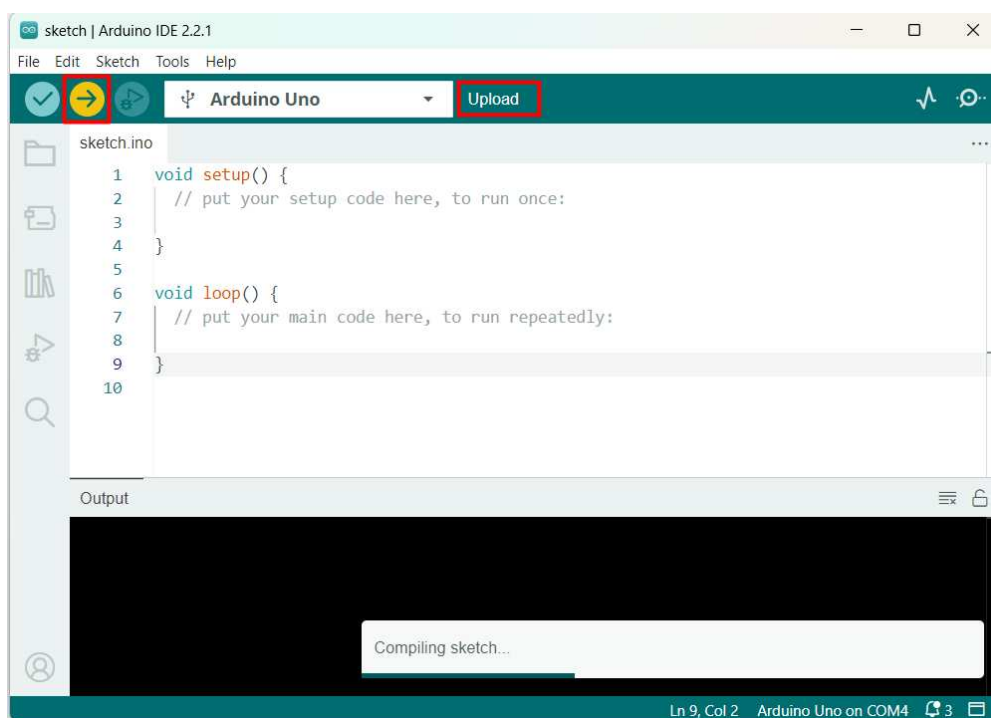 sketch | Arduino IDE 2.2.1
File Edit Sketch Tools Help
Arduino Uno Upload
sketch.ino
1 void setup() {
2 // put your setup code here, to run once:
3
4 }
5
6 void loop() {
7 // put your main code here, to run repeatedly:
8
9 }
10
Output
Compiling sketch...
Ln 9, Col 2 Arduino Uno on COM4 3